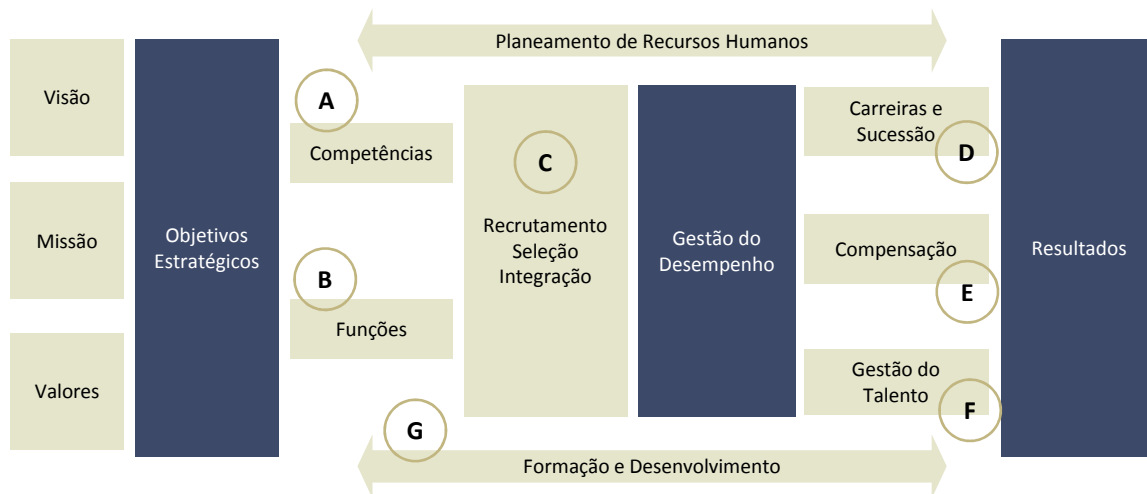 Planeamento de Recursos Humanos
Visão
Missão
Valores
Objetivos
Estratégicos
A
Competências
B
Funções
C
Recrutamento
Seleção
Integração
Gestão do
Desempenho
Carreiras e
Sucessão
D
Compensação
E
Gestão do
Talento
F
Resultados
G
Formação e Desenvolvimento